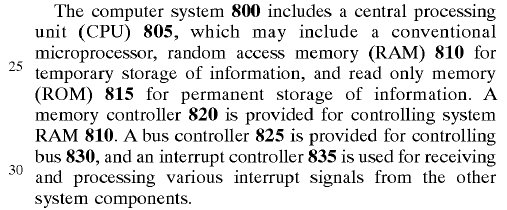 The computer system 800 includes a central processing
unit (CPU) 805, which may include a conventional
microprocessor, random access memory (RAM) 810 for
25 temporary storage of information, and read only memory
(ROM) 815 for permanent storage of information. A
memory controller 820 is provided for controlling system
RAM 810. A bus controller 825 is provided for controlling
bus 830, and an interrupt controller 835 is used for receiving
30 and processing various interrupt signals from the other
system components.